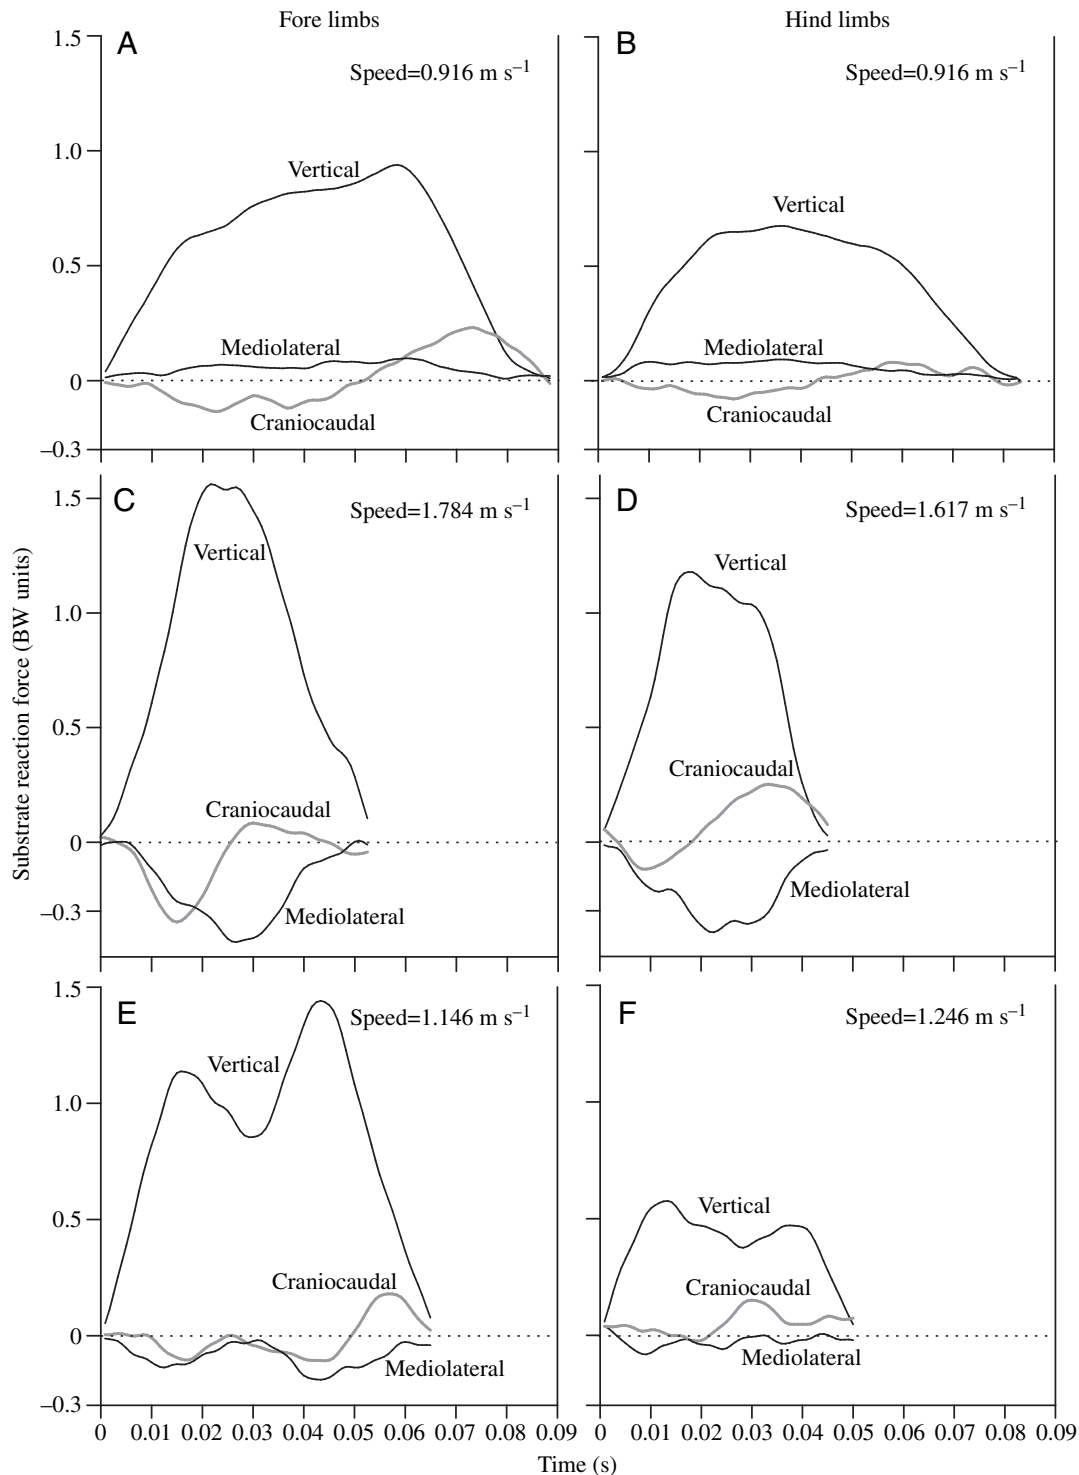 Fore limbs
Hind limbs
A
B
Speed=0.916 m s–1
Speed=0.916 m s–1
1.5
1.0
0.5
0
–0.3
Vertical
Mediolateral
Craniocaudal
Vertical
Mediolateral
Craniocaudal
C
D
Speed=1.784 m s–1
Speed=1.617 m s–1
1.5
1.0
0.5
0
–0.3
Vertical
Craniocaudal
Mediolateral
Vertical
Craniocaudal
Mediolateral
Substrate reaction force (BW units)
E
F
Speed=1.146 m s–1
Speed=1.246 m s–1
1.5
1.0
0.5
0
–0.3
Vertical
Craniocaudal
Mediolateral
Vertical
Craniocaudal
Mediolateral
0 0.01 0.02 0.03 0.04 0.05 0.06 0.07 0.08 0.09
0 0.01 0.02 0.03 0.04 0.05 0.06 0.07 0.08 0.09
Time (s)